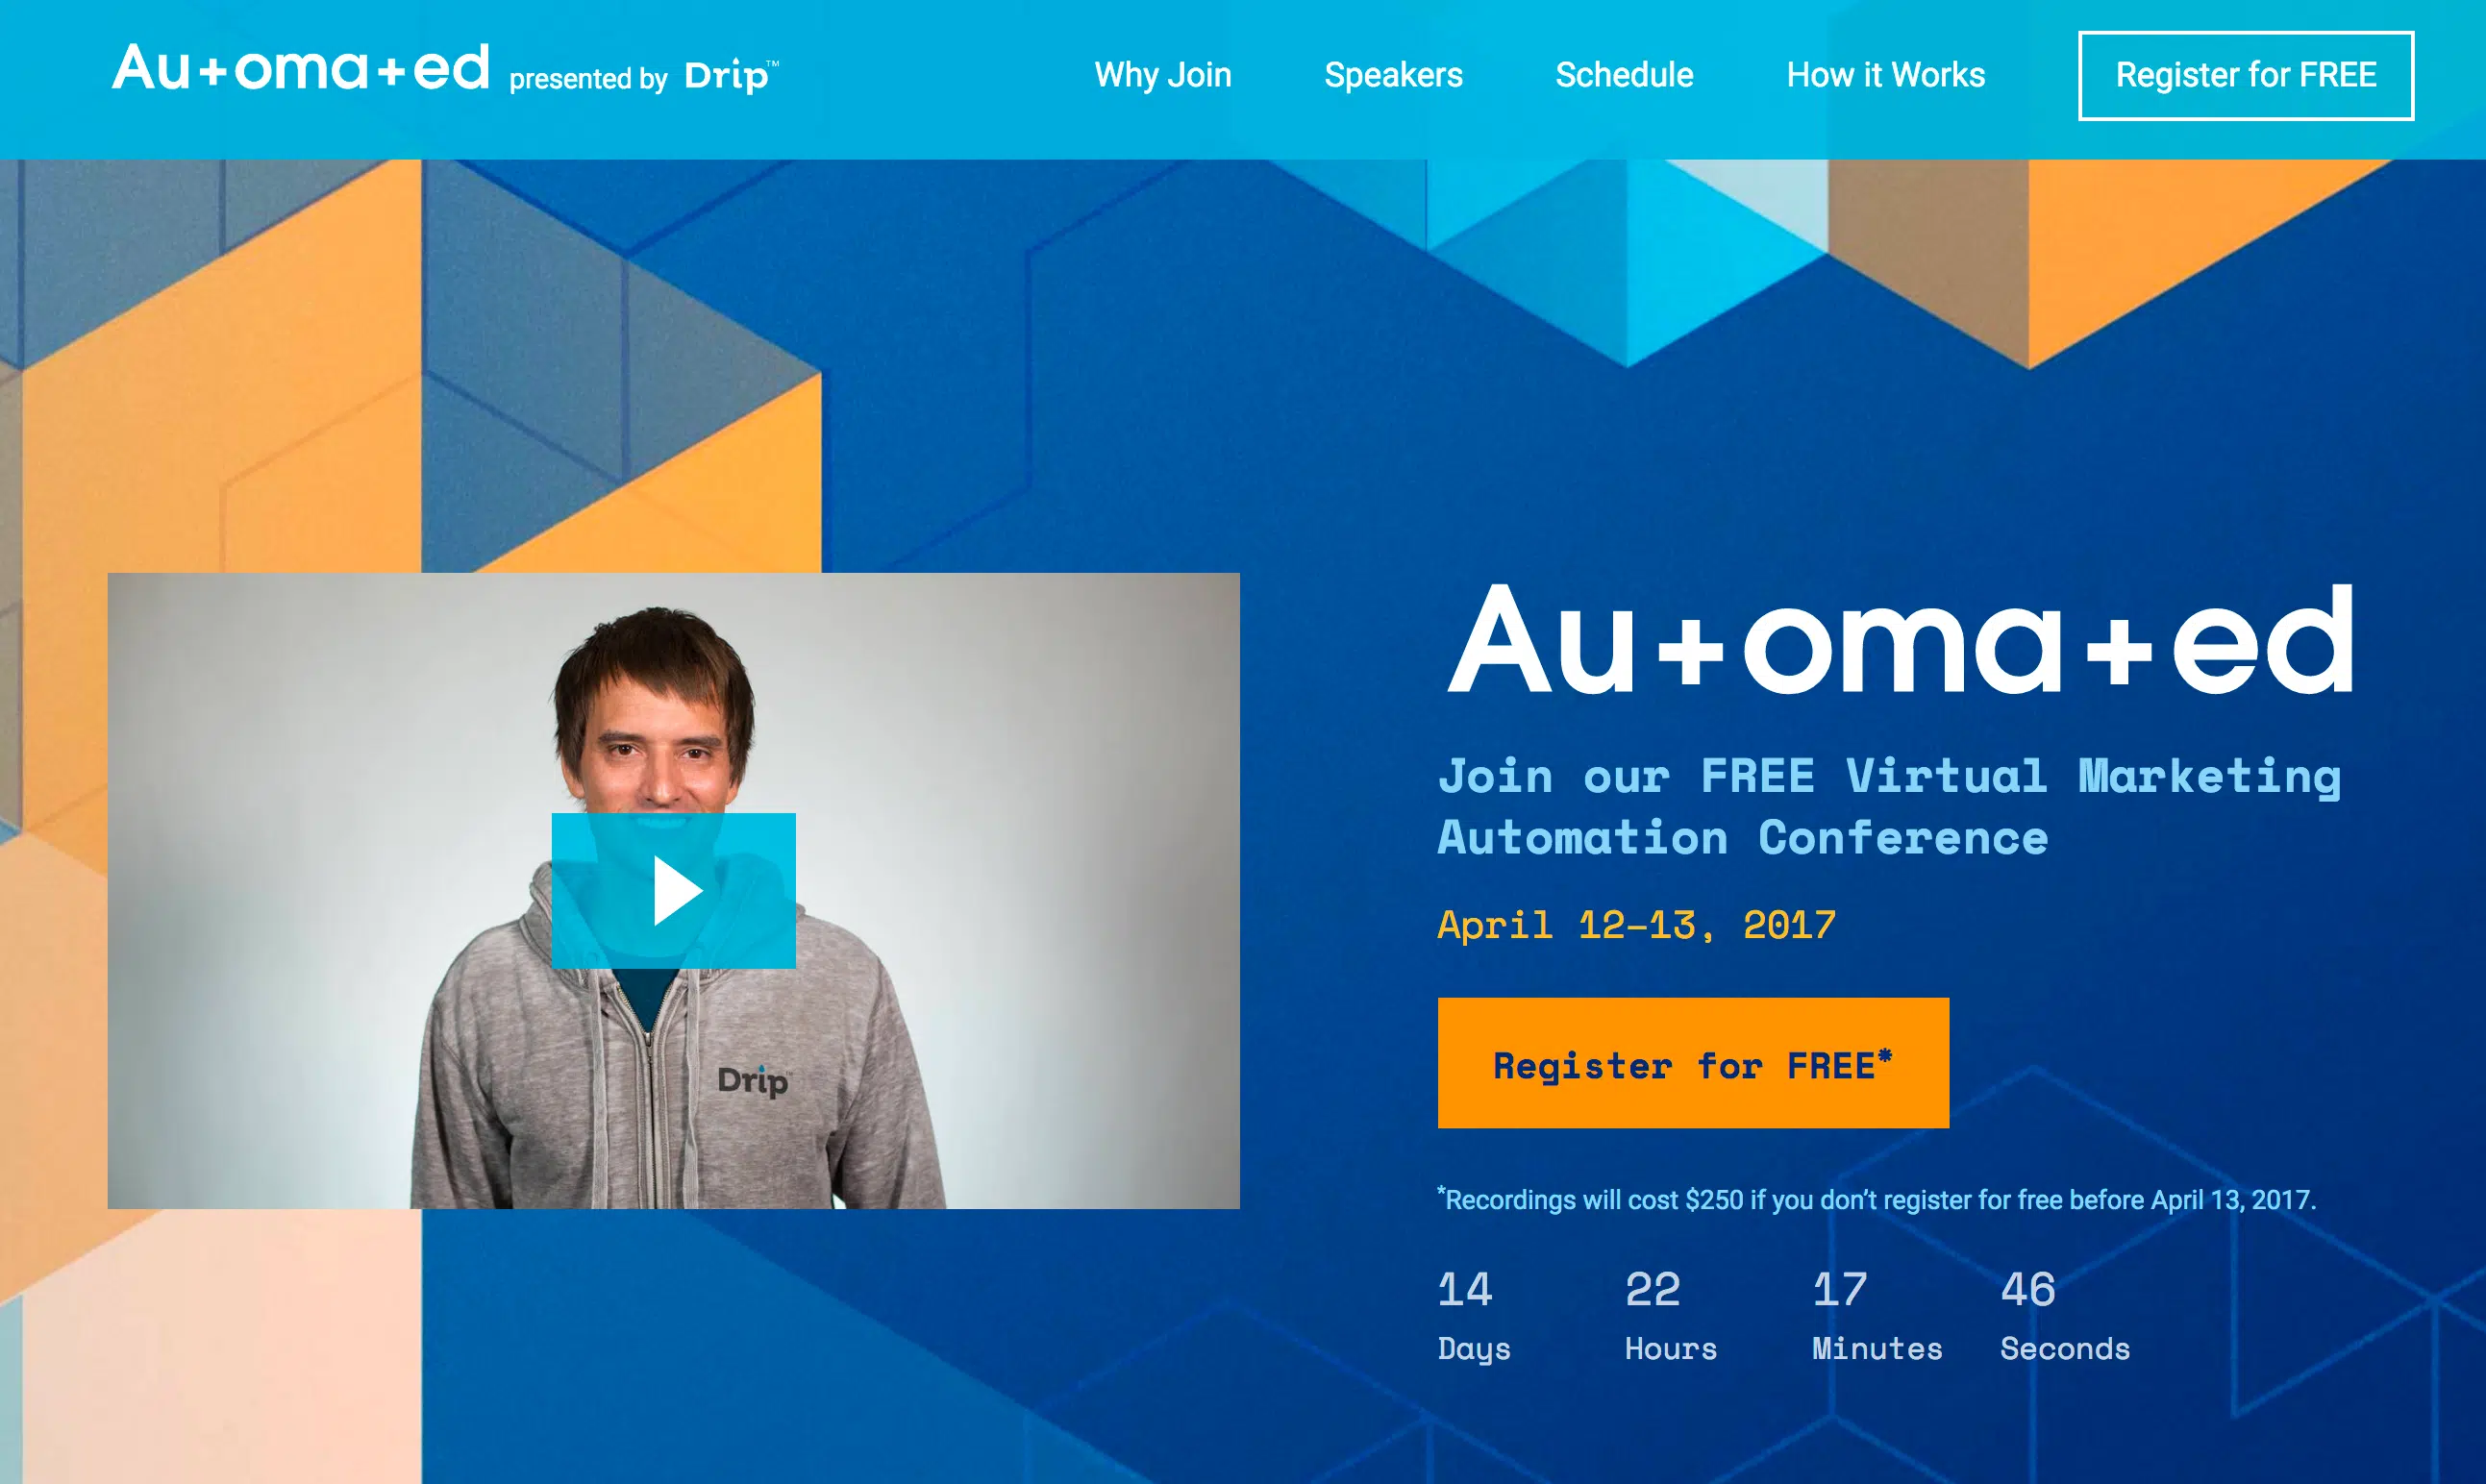 Au+oma+ed presented by Drip™
Why Join
Speakers
Schedule
How it Works
Register for FREE
Drip™
Au+oma+ed
Join our FREE Virtual Marketing
Automation Conference
April 12–13, 2017
Register for FREE*
*Recordings will cost $250 if you don’t register for free before April 13, 2017.
14 22 17 46
Days Hours Minutes Seconds